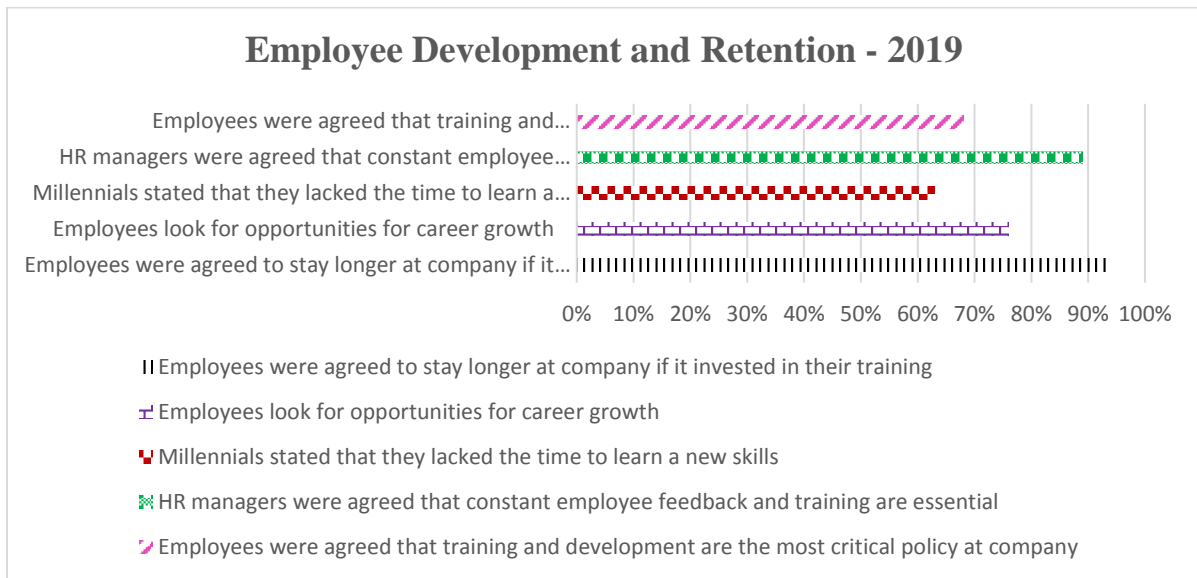 Employee Development and Retention - 2019
Employees were agreed that training and...
HR managers were agreed that constant employee...
Millennials stated that they lacked the time to learn a...
Employees look for opportunities for career growth
Employees were agreed to stay longer at company if it...
0% 10% 20% 30% 40% 50% 60% 70% 80% 90% 100%
Employees were agreed to stay longer at company if it invested in their training
Employees look for opportunities for career growth
Millennials stated that they lacked the time to learn a new skills
HR managers were agreed that constant employee feedback and training are essential
Employees were agreed that training and development are the most critical policy at company